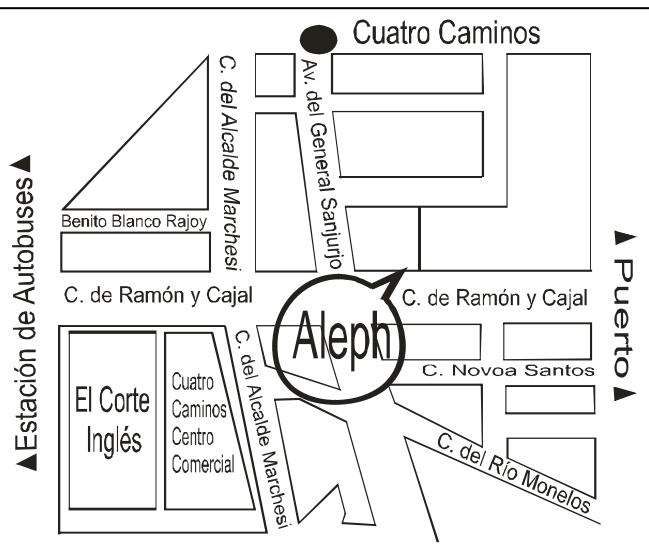 Cuatro Caminos
C. del Alcalde Marchesi
Av. del General Sanjurjo
Benito Blanco Rajoy
◀Estación de Autobuses▶
◀ Puerto ▶
C. de Ramón y Cajal
C. de Ramón y Cajal
Aleph
C. Novoa Santos
C. del Alcalde Marchesi
El Corte
Inglés
Cuatro
Caminos
Centro
Comercial
C. del Río Monelos